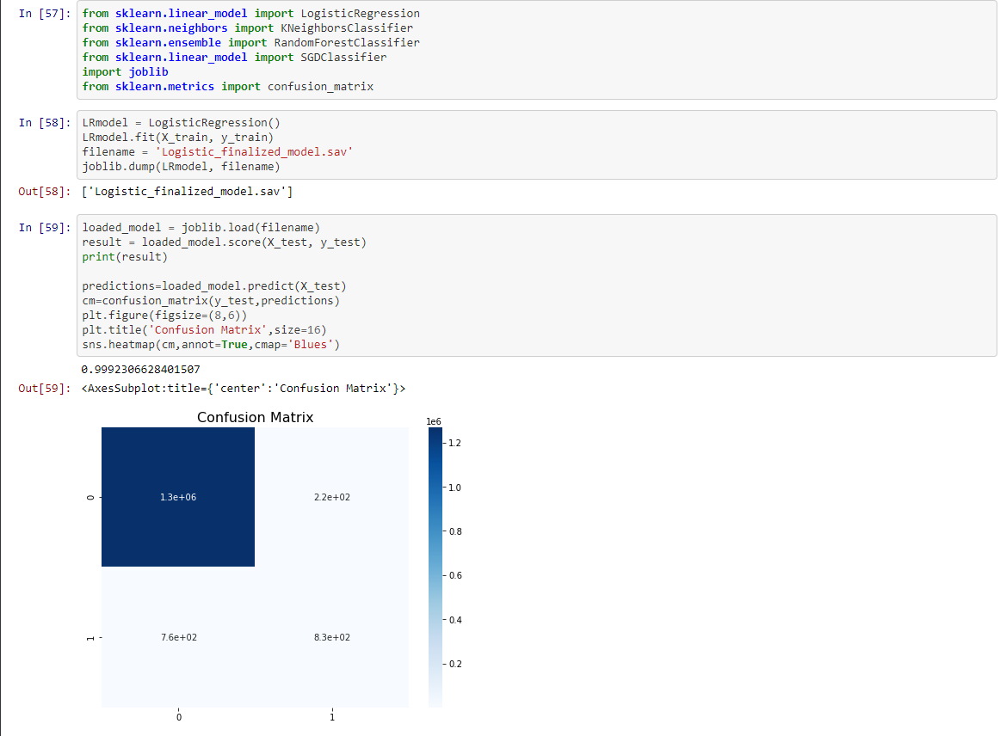 In [57]: from sklearn.linear_model import LogisticRegression
from sklearn.neighbors import KNeighborsClassifier
from sklearn.ensemble import RandomForestClassifier
from sklearn.linear_model import SGDClassifier
import joblib
from sklearn.metrics import confusion_matrix
In [58]: LRmodel = LogisticRegression()
LRmodel.fit(X_train, y_train)
filename = 'Logistic_finalized_model.sav'
joblib.dump(LRmodel, filename)
Out[58]: ['Logistic_finalized_model.sav']
In [59]: loaded_model = joblib.load(filename)
result = loaded_model.score(X_test, y_test)
print(result)
predictions=loaded_model.predict(X_test)
cm=confusion_matrix(y_test,predictions)
plt.figure(figsize=(8,6))
plt.title('Confusion Matrix',size=16)
sns.heatmap(cm,annot=True,cmap='Blues')
0.9992306628401507
Out[59]: <AxesSubplot:title={'center':'Confusion Matrix'}>
Confusion Matrix
1e6
1.2
1.0
0.8
0.6
0.4
0.2
0
1.3e+06 2.2e+02
1
7.6e+02 8.3e+02
0 1